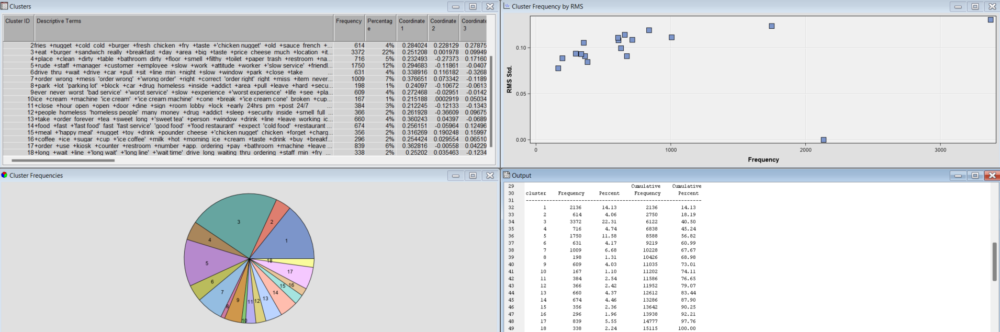 Clusters
Cluster ID Descriptive Terms Frequency Percentag e Coordinate 1 Coordinate 2 Coordinate 3
2 fries +nugget +cold cold +burger +fresh chicken +fry +taste +'chicken nugget' +old +sauce french +... 614 4% 0.284024 0.228129 0.27875
3 +eat +burger +sandwich really +breakfast +day +area +big +taste +price cheese much +location +it... 3372 22% 0.251208 0.001978 0.09949
4 +place +clean +dirty +table +bathroom dirty +floor +smell +filthy +toilet +paper trash +restroom +na... 716 5% 0.232493 -0.27373 0.17160
5 +rude +staff +manager +customer +employee +slow +work +attitude +worker +'slow service' +friendl... 1750 12% 0.294683 -0.11861 -0.0407
6 drive thru +wait +drive +car +pull +sit +line min +night +slow +window +park +close +take 631 4% 0.338916 0.116182 -0.3268
7 +order wrong +mess 'order wrong' +'wrong order' +right +correct 'order right' right +miss +item never... 1009 7% 0.376651 0.073342 -0.1189
8 +park +lot 'parking lot' +block +car +drug homeless +inside +addict +area +pull +leave +hard +secu... 198 1% 0.24097 -0.10672 -0.0613
9 ever never worst 'bad service' +'worst service' +slow +experience +'worst experience' +life +see +pla... 609 4% 0.272468 -0.02951 -0.0142
10 ice +cream +machine 'ice cream' +'ice cream machine' +cone +break +'ice cream cone' broken +cup... 167 1% 0.215188 .0002919 0.05034
11 +close +hour open +open +door +dine +sign +room lobby +lock +early 24hrs pm +post 24/7 384 3% 0.212245 -0.12133 -0.1343
12 +people homeless 'homeless people' many money +drug +addict +sleep +security inside +smell full ... 366 2% 0.261928 -0.36609 0.09675
13 +take +order forever +tea +sweet long +'sweet tea' +person +window +drink +line +leave working ic... 660 4% 0.360243 0.04397 -0.0689
14 +food +fast +'fast food' fast 'fast service' 'good food' +'food restaurant' +expect 'cold food' +restaurant ... 674 4% 0.256151 -0.05964 0.12496
15 +meal +'happy meal' +nugget +toy +drink +pounder cheese +'chicken nugget' chicken +forget +charg... 356 2% 0.316269 0.190248 0.15997
16 +coffee +ice +sugar +cup +'ice coffee' +milk +hot +morning ice +cream +taste +drink +buy +breakf... 296 2% 0.254424 0.029554 0.06510
17 +order +use +kiosk +counter +restroom +number +app. ordering +pay +bathroom +machine +leave ... 839 6% 0.362816 -0.00558 0.04229
18 +long +wait +line +'long wait' +'long line' +'wait time' drive long waiting thru ordering +staff min +fry ... 338 2% 0.25202 0.035463 -0.1234
Cluster Frequency by RMS
RMS Std.
0.10
0.05
0.00
0 1000 2000 3000
Frequency
Cluster Frequencies
1
2
3
4
5
6
7
8
9
10
11
12
13
14
15
16
17
18
Output
29 Cumulative Cumulative
30 cluster Frequency Percent Frequency Percent
31 ----------------------------------------------------------
32 1 2136 14.13 2136 14.13
33 2 614 4.06 2750 18.19
34 3 3372 22.31 6122 40.50
35 4 716 4.74 6838 45.24
36 5 1750 11.58 8588 56.82
37 6 631 4.17 9219 60.99
38 7 1009 6.68 10228 67.67
39 8 198 1.31 10426 68.98
40 9 609 4.03 11035 73.01
41 10 167 1.10 11202 74.11
42 11 384 2.54 11586 76.65
43 12 366 2.42 11952 79.07
44 13 660 4.37 12612 83.44
45 14 674 4.46 13286 87.90
46 15 356 2.36 13642 90.25
47 16 296 1.96 13938 92.21
48 17 839 5.55 14777 97.76
49 18 338 2.24 15115 100.00